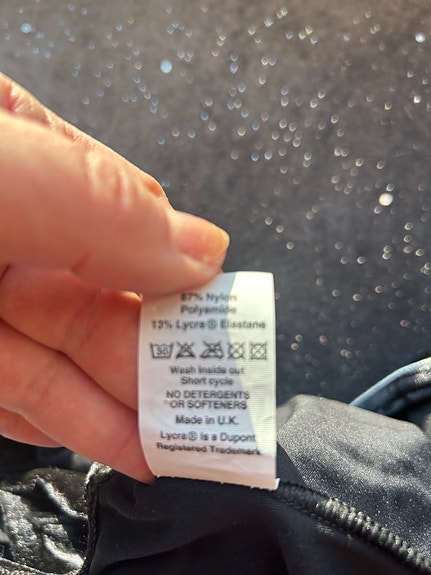 87% Nylon
Polyamide
13% Lycra® Elastane
30
Wash Inside out
Short cycle
NO DETERGENTS
OR SOFTENERS
Made in U.K.
Lycra® is a Dupont
Registered Trademark